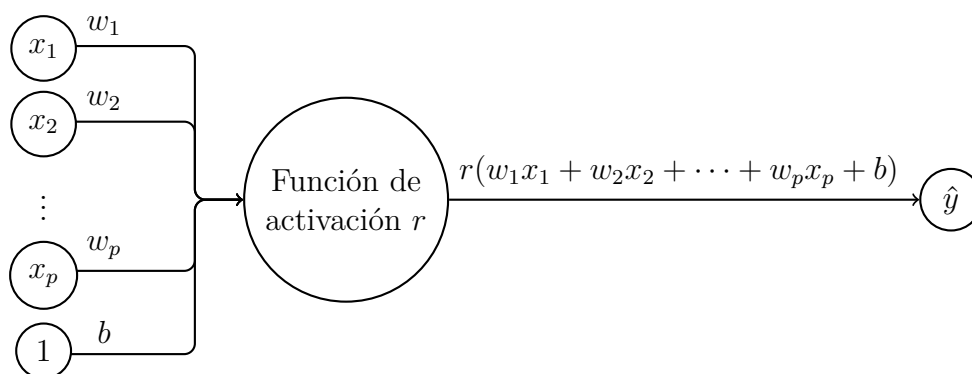 x_1 w_1
x_2 w_2
⋮
x_p w_p
1 b
Función de
activación r
r(w_1x_1 + w_2x_2 + ⋯ + w_px_p + b)
ŷ